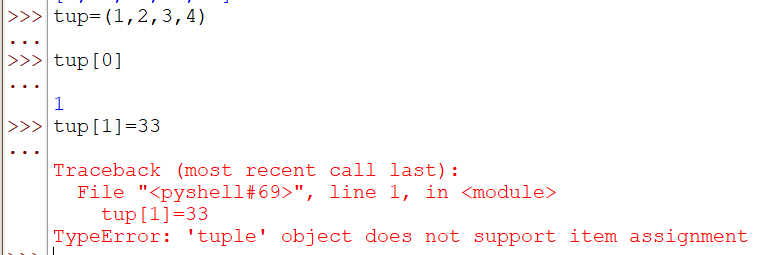 >>> tup=(1,2,3,4)
...
>>> tup[0]
...
1
>>> tup[1]=33
...
Traceback (most recent call last):
  File "<pyshell#69>", line 1, in <module>
    tup[1]=33
TypeError: 'tuple' object does not support item assignment